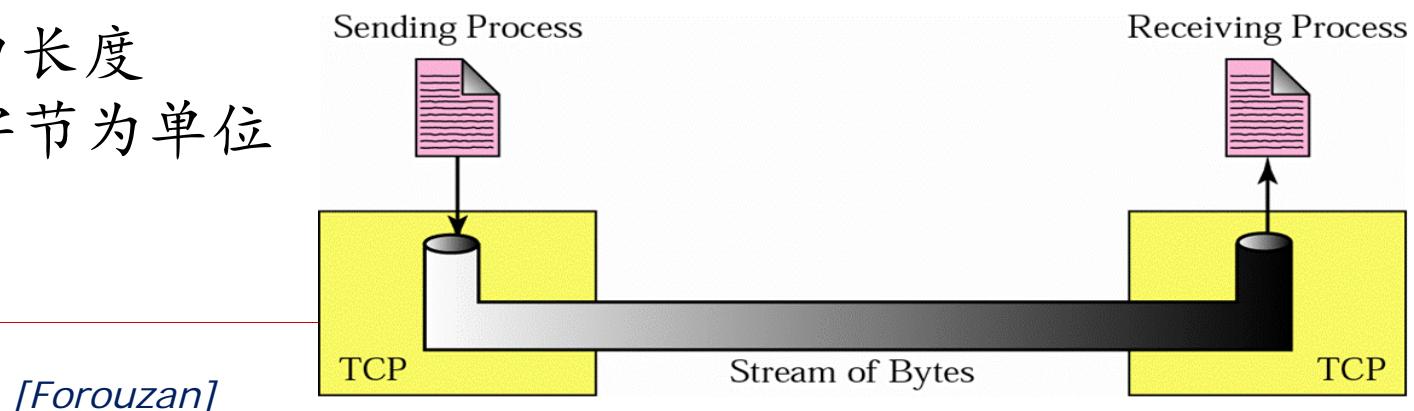 长度
节为单位
Sending Process
Receiving Process
TCP
Stream of Bytes
TCP
[Forouzan]